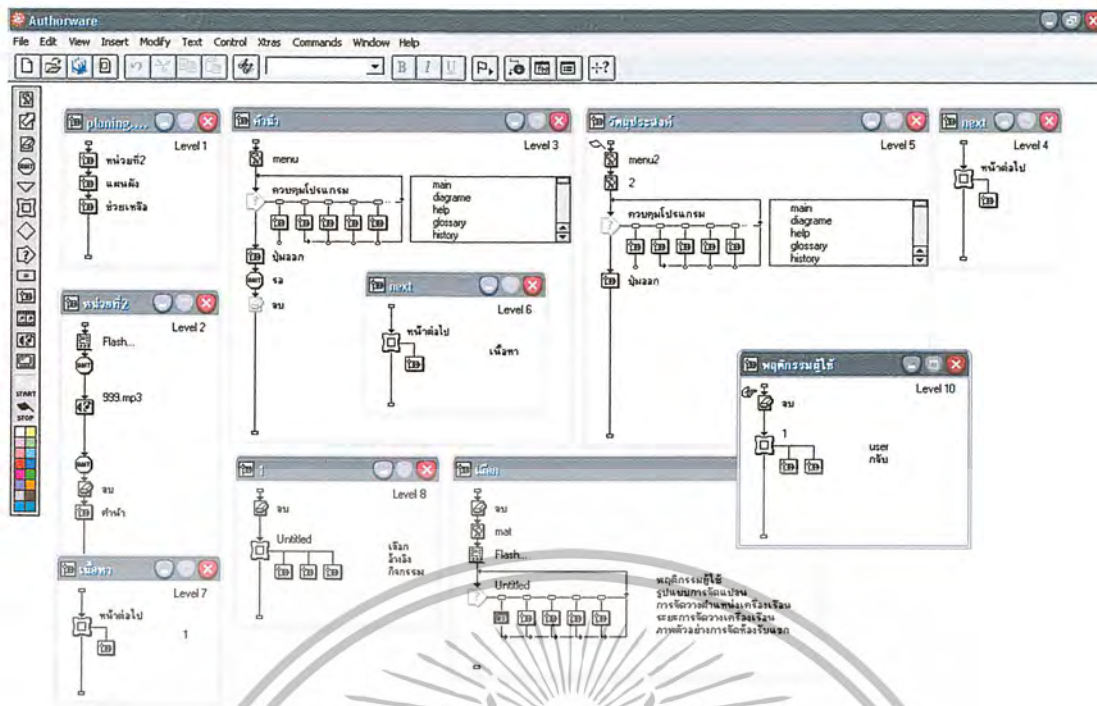 Authorware
File Edit View Insert Modify Text Control Xtras Commands Window Help
B I U
planing....
Level 1
หน่วยที่2
แผนผัง
ช่วยเหลือ
คำนำ
Level 3
menu
ควบคุมโปรแกรม
main
diagrame
help
glossary
history
ปุ่มออก
WAIT
รอ
ลบ
วัตถุประสงค์
Level 5
menu2
2
ควบคุมโปรแกรม
main
diagrame
help
glossary
history
ปุ่มออก
next
Level 4
หน้าต่อไป
หน่วยที่2
Level 2
Flash...
WAIT
999.mp3
WAIT
ลบ
คำนำ
next
Level 6
หน้าต่อไป
เนื้อหา
START
STOP
พฤติกรรมผู้ใช้
Level 10
ลบ
1
user
กลับ
1
Level 8
ลบ
Untitled
เลือก
อ้างอิง
กิจกรรม
เลือก
ลบ
mat
Flash...
Untitled
พฤติกรรมผู้ใช้
รูปแบบการจัดแปลน
การจัดวางตำแหน่งเครื่องเรือน
ระยะการจัดวางเครื่องเรือน
ภาพตัวอย่างการจัดห้องรับแขก
เนื้อหา
Level 7
หน้าต่อไป
1